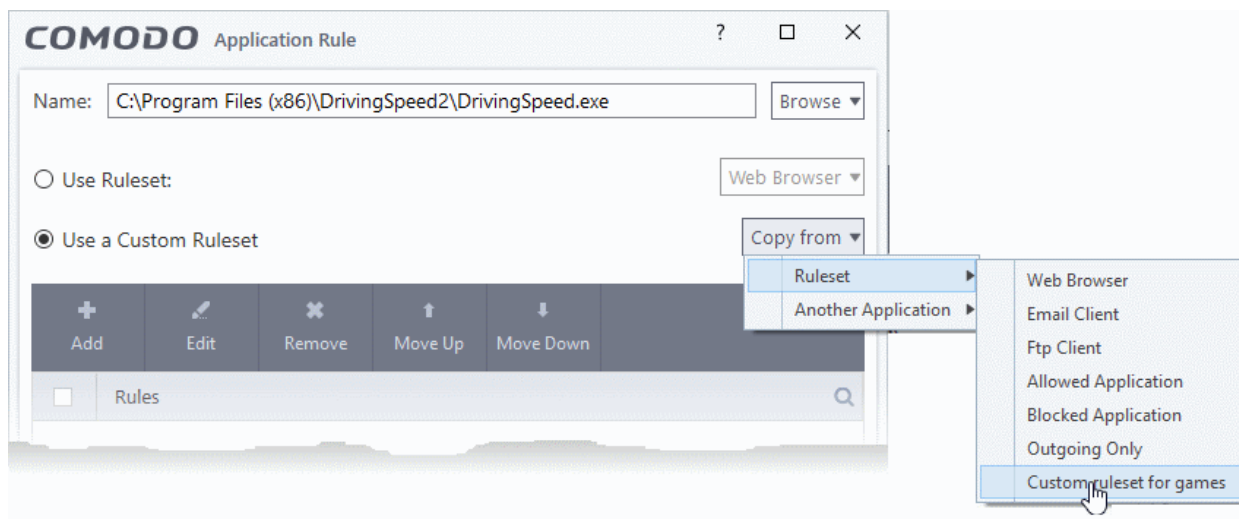 COMODO Application Rule ?
Name: C:\Program Files (x86)\DrivingSpeed2\DrivingSpeed.exe Browse
Use Ruleset: Web Browser
Use a Custom Ruleset Copy from
Ruleset
Another Application
Web Browser
Email Client
Ftp Client
Allowed Application
Blocked Application
Outgoing Only
Custom ruleset for games
Add Edit Remove Move Up Move Down
Rules